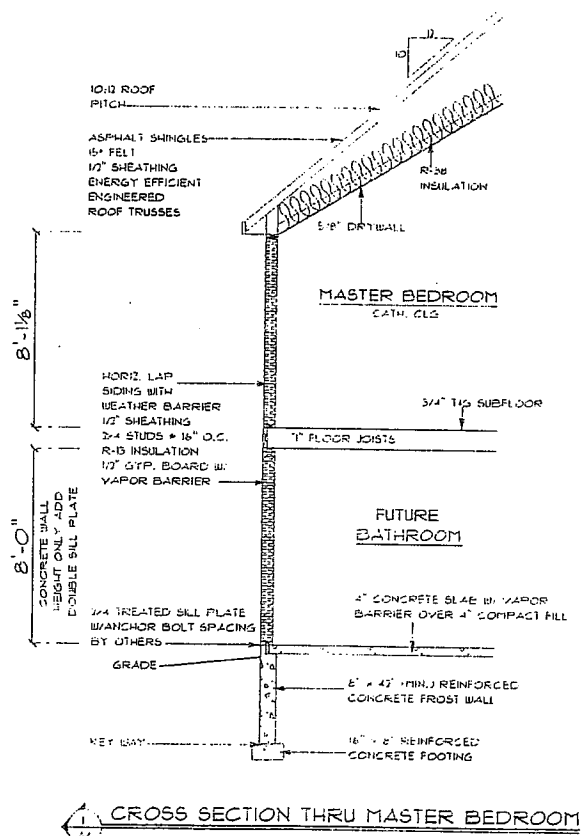 12
10
10:12 ROOF
PITCH
ASPHALT SHINGLES
15# FELT
1/2" SHEATHING
ENERGY EFFICIENT
ENGINEERED
ROOF TRUSSES
R-38
INSULATION
5/8" DRYWALL
8'-1 1/8"
MASTER BEDROOM
CATH. CLG
HORIZ. LAP
SIDING WITH
WEATHER BARRIER
1/2" SHEATHING
2x4 STUDS @ 16" O.C.
R-13 INSULATION
1/2" GYP. BOARD W/
VAPOR BARRIER
3/4" T&G SUBFLOOR
FLOOR JOISTS
8'-0"
CONCRETE WALL
HEIGHT ONLY ADD
DOUBLE SILL PLATE
FUTURE
BATHROOM
2x4 TREATED SILL PLATE
W/ANCHOR BOLT SPACING
BY OTHERS
GRADE
4" CONCRETE SLAB W/ VAPOR
BARRIER OVER 4" COMPACT FILL
8" x 42" (MIN.) REINFORCED
CONCRETE FROST WALL
KEY WAY
16" x 8" REINFORCED
CONCRETE FOOTING
CROSS SECTION THRU MASTER BEDROOM